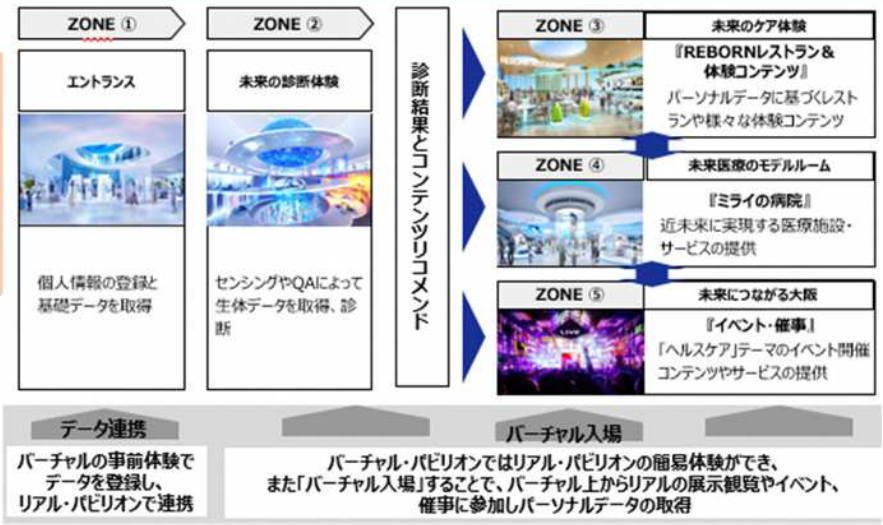 ZONE ①
エントランス
個人情報の登録と
基礎データを取得
ZONE ②
未来の診断体験
センシングやQAによって
生体データを取得、診
断
診断結果とコンテンツリコメンド
ZONE ③
未来のケア体験
『REBORNレストラン＆
体験コンテンツ』
パーソナルデータに基づくレスト
ランや様々な体験コンテンツ
ZONE ④
未来医療のモデルルーム
『ミライの病院』
近未来に実現する医療施設・
サービスの提供
ZONE ⑤
未来につながる大阪
LIVE
『イベント・催事』
「ヘルスケア」テーマのイベント開催
コンテンツやサービスの提供
データ連携
バーチャルの事前体験で
データを登録し、
リアル・パビリオンで連携
バーチャル入場
バーチャル・パビリオンではリアル・パビリオンの簡易体験ができ、
また「バーチャル入場」することで、バーチャル上からリアルの展示観覧やイベント、
催事に参加しパーソナルデータの取得